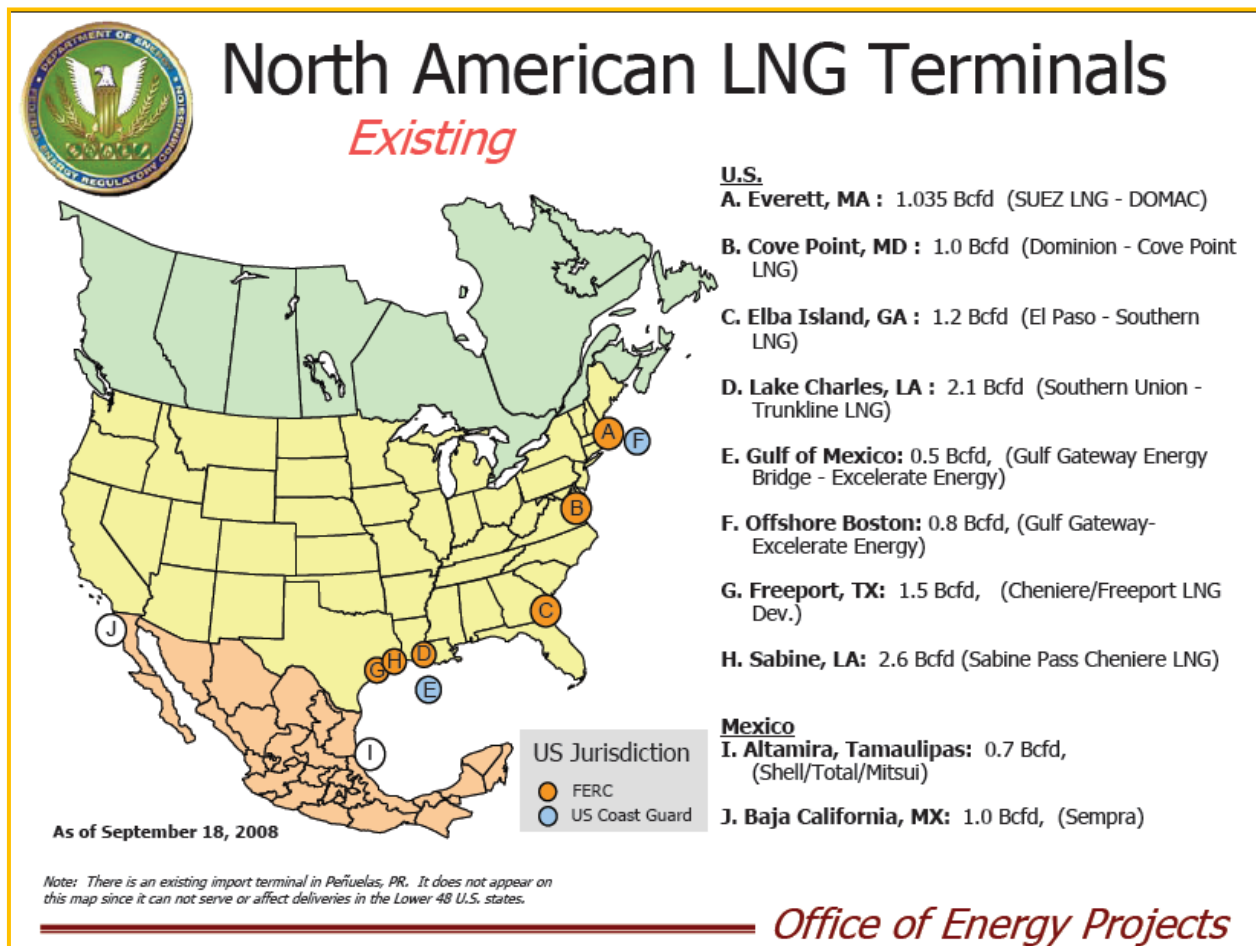 North American LNG Terminals
Existing
DEPARTMENT OF ENERGY
FEDERAL ENERGY REGULATORY COMMISSION
U.S.
A. Everett, MA : 1.035 Bcfd (SUEZ LNG - DOMAC)
B. Cove Point, MD : 1.0 Bcfd (Dominion - Cove Point
LNG)
C. Elba Island, GA : 1.2 Bcfd (El Paso - Southern
LNG)
D. Lake Charles, LA : 2.1 Bcfd (Southern Union -
Trunkline LNG)
E. Gulf of Mexico: 0.5 Bcfd, (Gulf Gateway Energy
Bridge - Excelerate Energy)
F. Offshore Boston: 0.8 Bcfd, (Gulf Gateway-
Excelerate Energy)
G. Freeport, TX: 1.5 Bcfd, (Cheniere/Freeport LNG
Dev.)
H. Sabine, LA: 2.6 Bcfd (Sabine Pass Cheniere LNG)
Mexico
I. Altamira, Tamaulipas: 0.7 Bcfd,
(Shell/Total/Mitsui)
J. Baja California, MX: 1.0 Bcfd, (Sempra)
A
F
B
C
J
G
H
D
E
I
A
US Jurisdiction
FERC
US Coast Guard
As of September 18, 2008
Note: There is an existing import terminal in Peñuelas, PR. It does not appear on
this map since it can not serve or affect deliveries in the Lower 48 U.S. states.
Office of Energy Projects